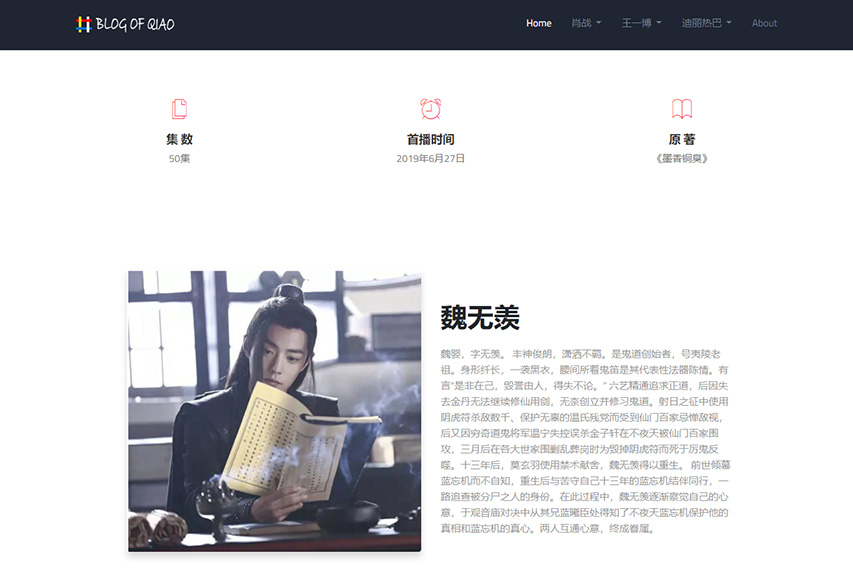 BLOG OF QIAO
Home 肖战 王一博 迪丽热巴 About
集 数
50集
首播时间
2019年6月27日
原 著
《墨香铜臭》
魏无羡
魏婴，字无羡。 丰神俊朗，潇洒不羁。是鬼道创始者，号夷陵老
祖。身形纤长，一袭黑衣，腰间所着鬼笛是其代表性法器陈情。有
言“是非在己，毁誉由人，得失不论。” 六艺精通追求正道，后因失
去金丹无法继续修仙用剑，无奈创立并修习鬼道。射日之征中使用
阴虎符杀敌数千、保护无辜的温氏残党而受到仙门百家忌惮敌视，
后又因穷奇道鬼将军温宁失控误杀金子轩在不夜天被仙门百家围
攻，三月后在各大世家围剿乱葬岗时为毁掉阴虎符而死于厉鬼反
噬。十三年后，莫玄羽使用禁术献舍，魏无羡得以重生。 前世倾慕
蓝忘机而不自知，重生后与苦守自己十三年的蓝忘机结伴同行，一
路追查被分尸之人的身份。在此过程中，魏无羡逐渐察觉自己的心
意，于观音庙对决中从其兄蓝曦臣处得知了不夜天蓝忘机保护他的
真相和蓝忘机的真心。两人互通心意，终成眷属。